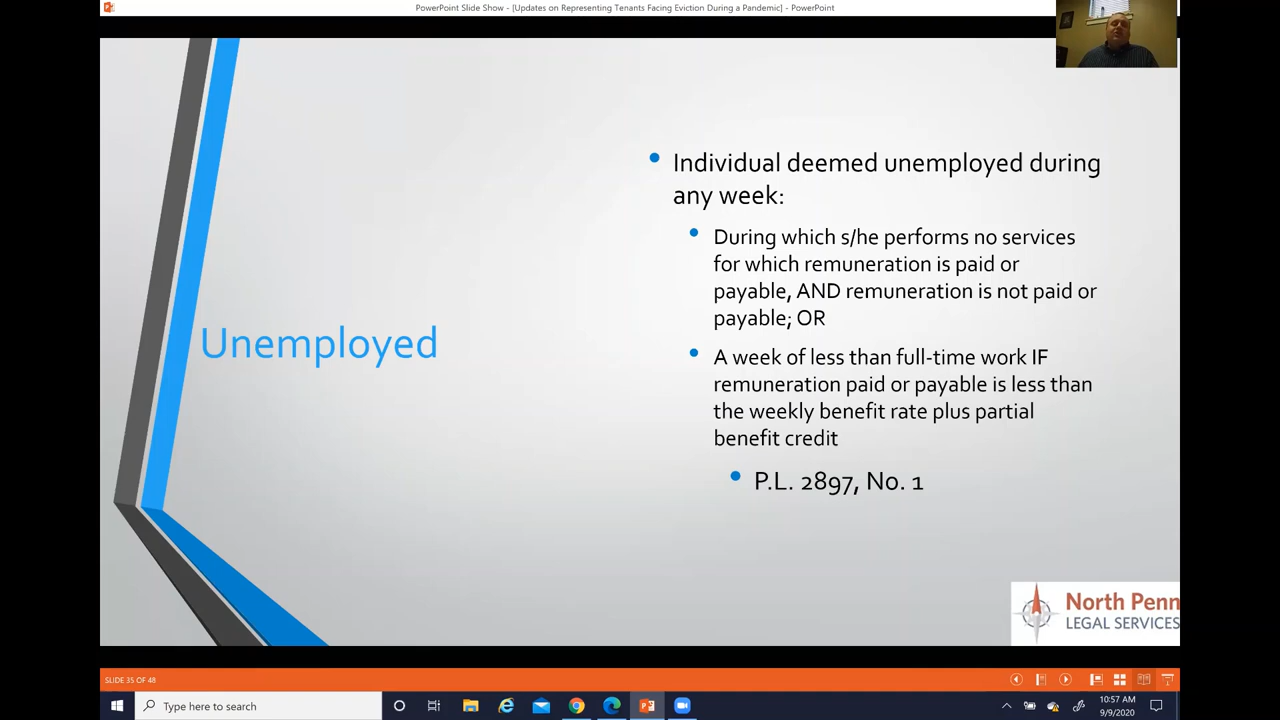 PowerPoint Slide Show - [Updates on Representing Tenants Facing Eviction During a Pandemic] - PowerPoint
Unemployed
Individual deemed unemployed during
any week:
During which s/he performs no services
for which remuneration is paid or
payable, AND remuneration is not paid or
payable; OR
A week of less than full-time work IF
remuneration paid or payable is less than
the weekly benefit rate plus partial
benefit credit
P.L. 2897, No. 1
North Penn
LEGAL SERVICES
SLIDE 35 OF 48
Type here to search
10:57 AM
9/9/2020